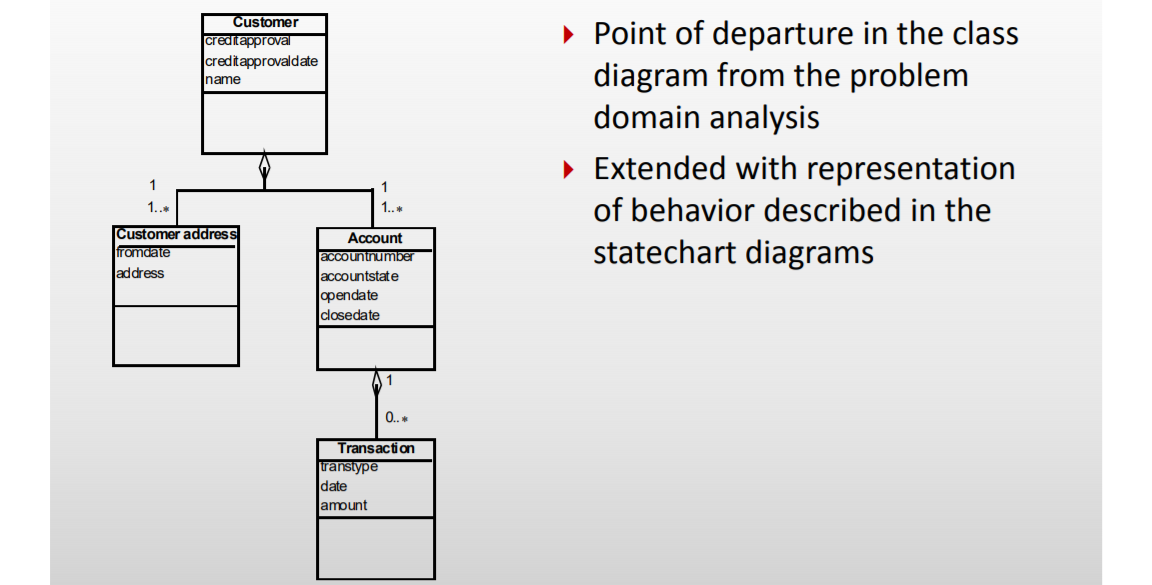 Customer
creditapproval
creditapprovaldate
name
1
1..*
1
1..*
Customer address
fromdate
address
Account
accountnumber
accountstate
opendate
closedate
1
0..*
Transaction
transtype
date
amount
Point of departure in the class
diagram from the problem
domain analysis
Extended with representation
of behavior described in the
statechart diagrams